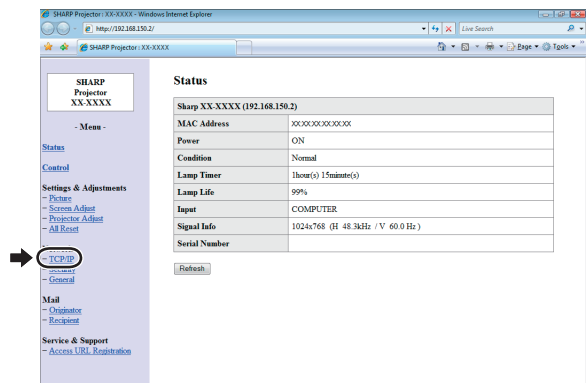 SHARP Projector : XX-XXXX - Windows Internet Explorer
http://192.168.150.2/
Live Search
SHARP Projector : XX-XXXX
Page
Tools
SHARP
Projector
XX-XXXX
- Menu -
Status
Control
Settings & Adjustments
- Picture
- Screen Adjust
- Projector Adjust
- All Reset
- TCP/IP
- Security
- General
Mail
- Originator
- Recipient
Service & Support
- Access URL Registration
Status
Sharp XX-XXXX (192.168.150.2)
MAC Address XX:XX:XX:XX:XX:XX
Power ON
Condition Normal
Lamp Timer 1hour(s) 15minute(s)
Lamp Life 99%
Input COMPUTER
Signal Info 1024x768 (H 48.3kHz / V 60.0 Hz )
Serial Number
Refresh